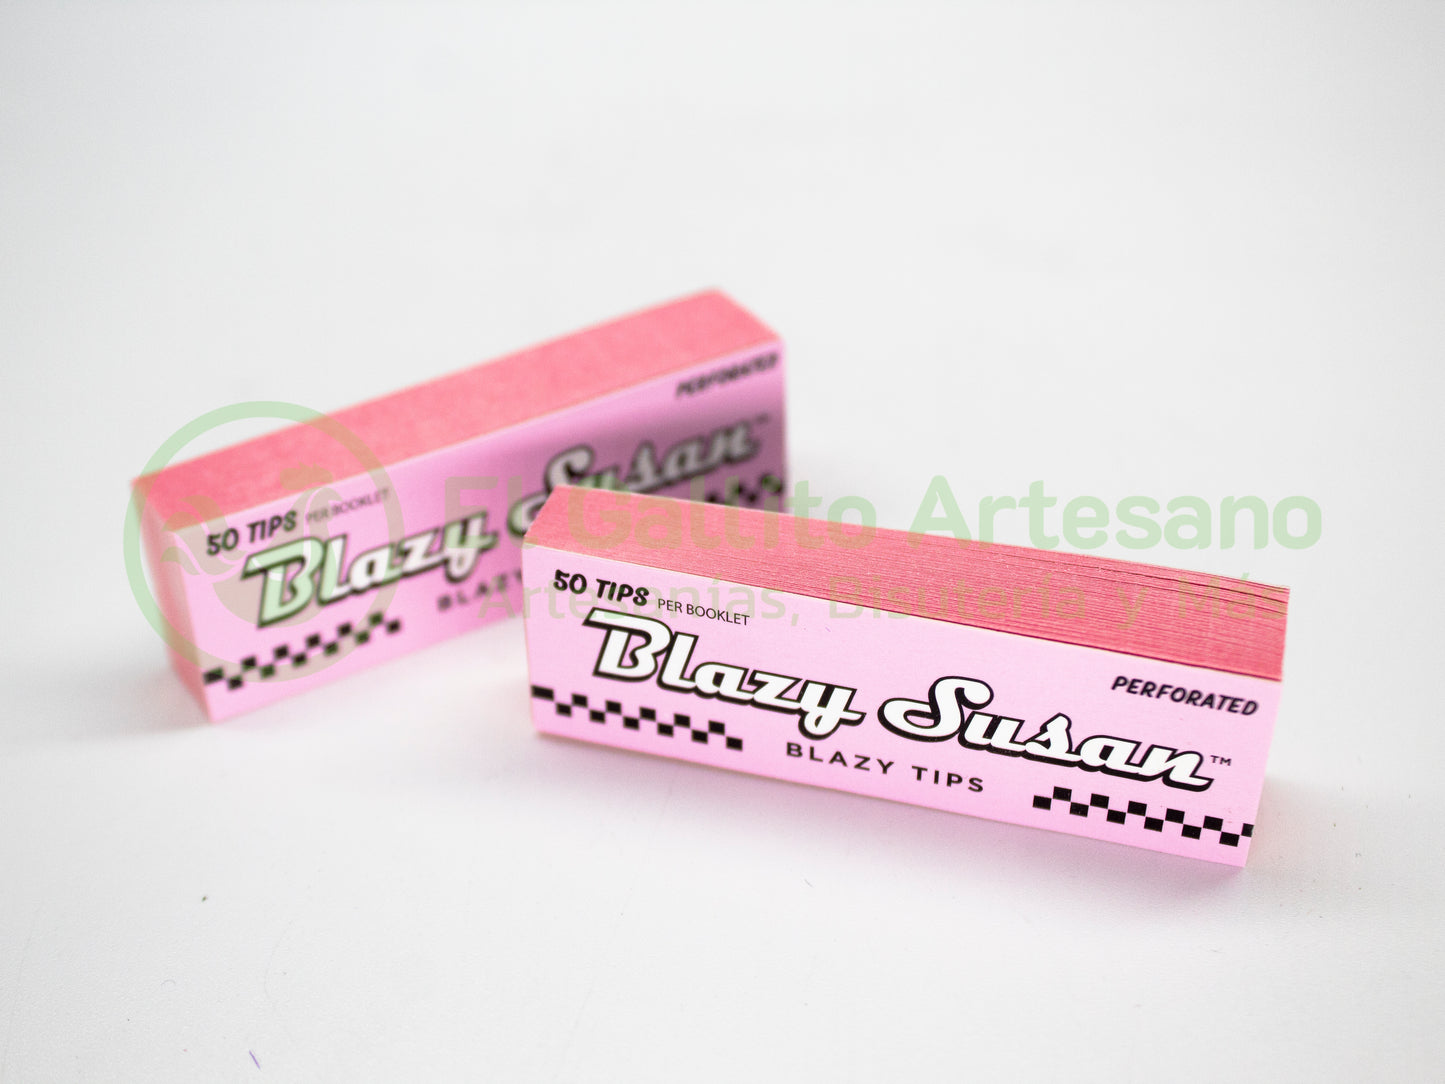 50 TIPS PER BOOKLET
PERFORATED
Blazy Susan™
BLAZY
50 TIPS PER BOOKLET
PERFORATED
Blazy Susan™
BLAZY TIPS
El Gallito Artesano
Artesanías, Bisutería y Más